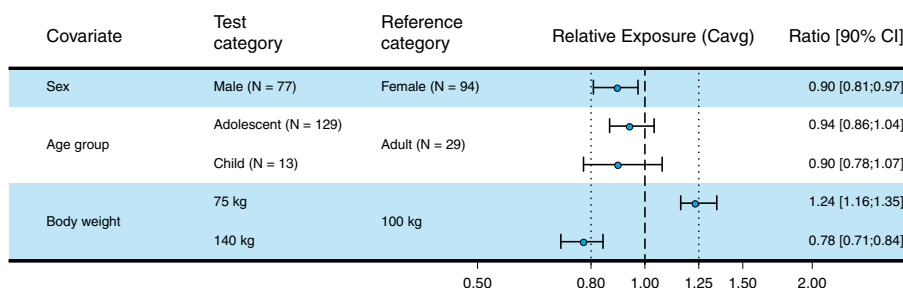 Covariate Test category Reference category Relative Exposure (Cavg) Ratio [90% CI]
Sex Male (N = 77) Female (N = 94) 0.90 [0.81;0.97]
Adolescent (N = 129) 0.94 [0.86;1.04]
Age group Adult (N = 29)
Child (N = 13) 0.90 [0.78;1.07]
75 kg 1.24 [1.16;1.35]
Body weight 100 kg
140 kg 0.78 [0.71;0.84]
0.50 0.80 1.00 1.25 1.50 2.00